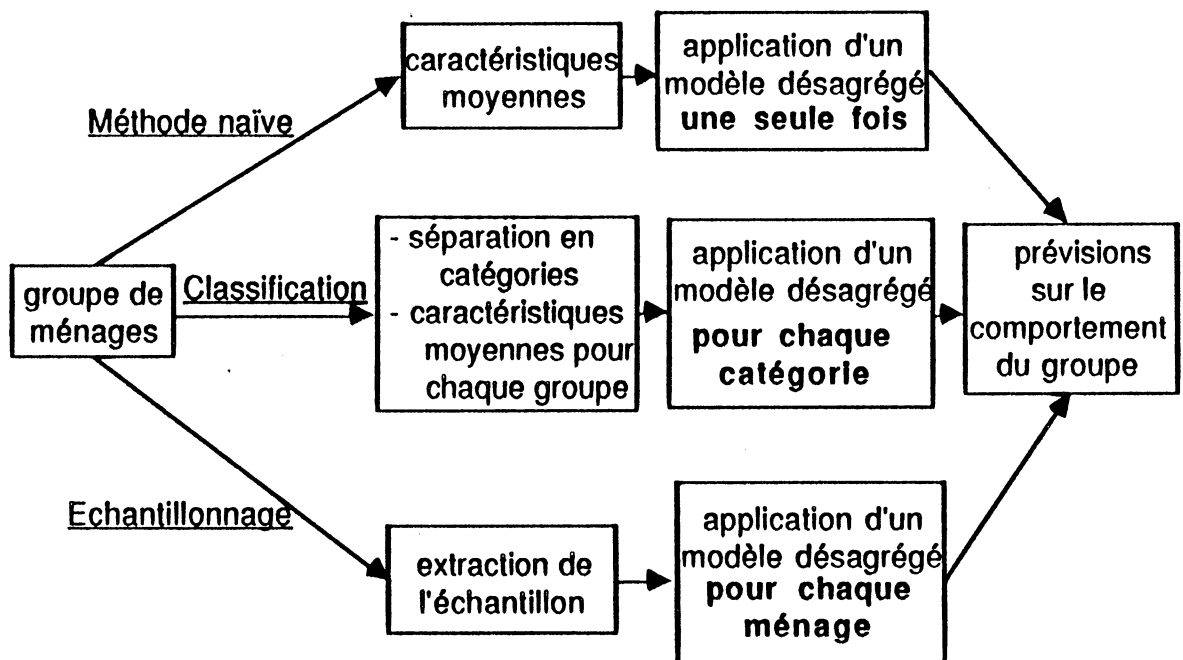 caractéristiques
moyennes
application d'un
modèle désagrégé
une seule fois
Méthode naïve
groupe de
ménages
Classification
- séparation en
catégories
- caractéristiques
moyennes pour
chaque groupe
application d'un
modèle désagrégé
pour chaque
catégorie
prévisions
sur le
comportement
du groupe
Echantillonnage
extraction de
l'échantillon
application d'un
modèle désagrégé
pour chaque
ménage